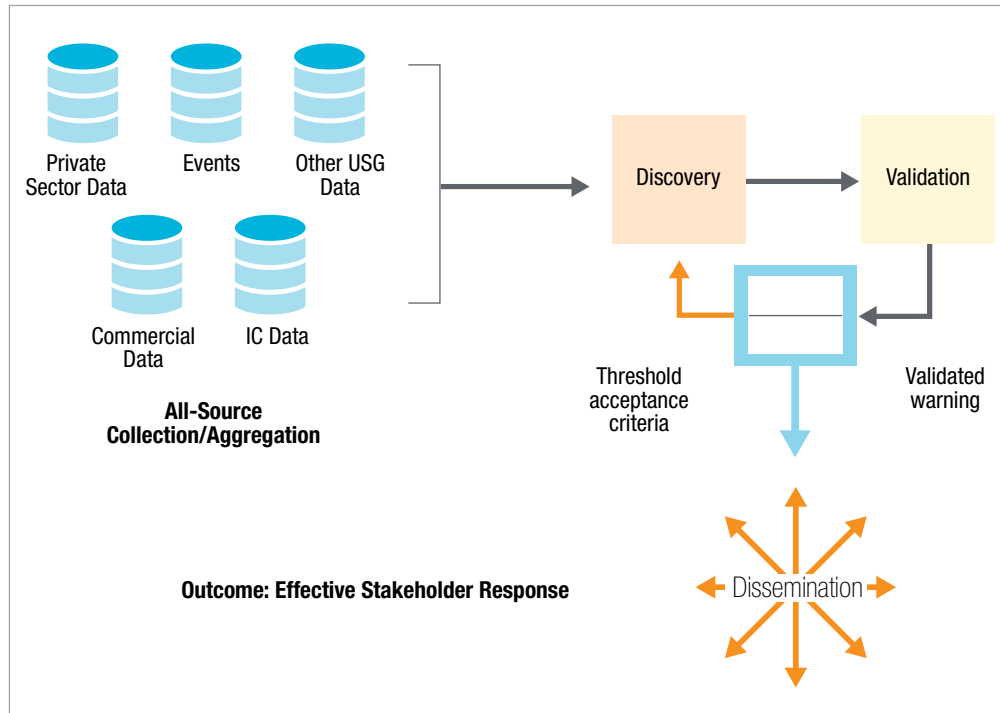 Private
Sector Data
Events
Other USG
Data
Commercial
Data
IC Data
All-Source
Collection/Aggregation
Discovery
Validation
Threshold
acceptance
criteria
Validated
warning
Outcome: Effective Stakeholder Response
Dissemination